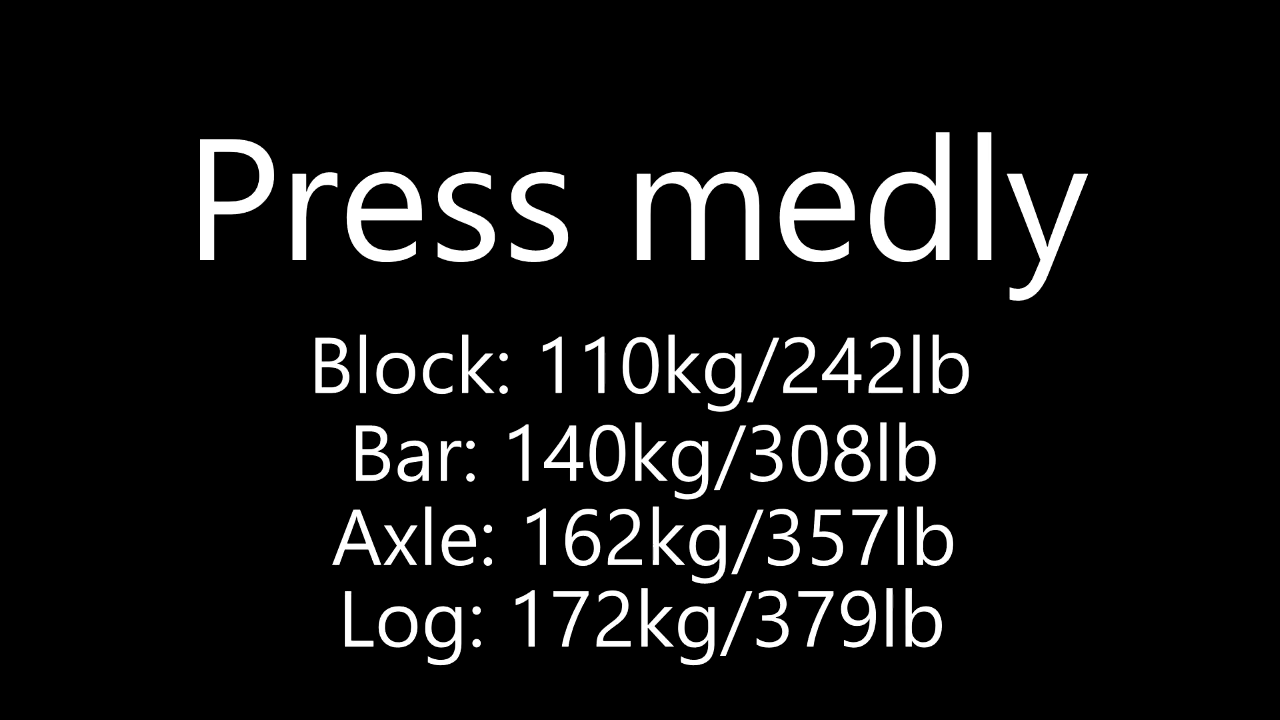 Press medly
Block: 110kg/242lb
Bar: 140kg/308lb
Axle: 162kg/357lb
Log: 172kg/379lb